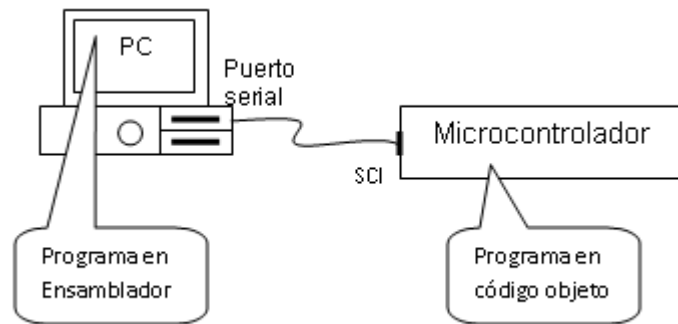 PC
Puerto
serial
Microcontrolador
SCI
Programa en
Ensamblador
Programa en
código objeto